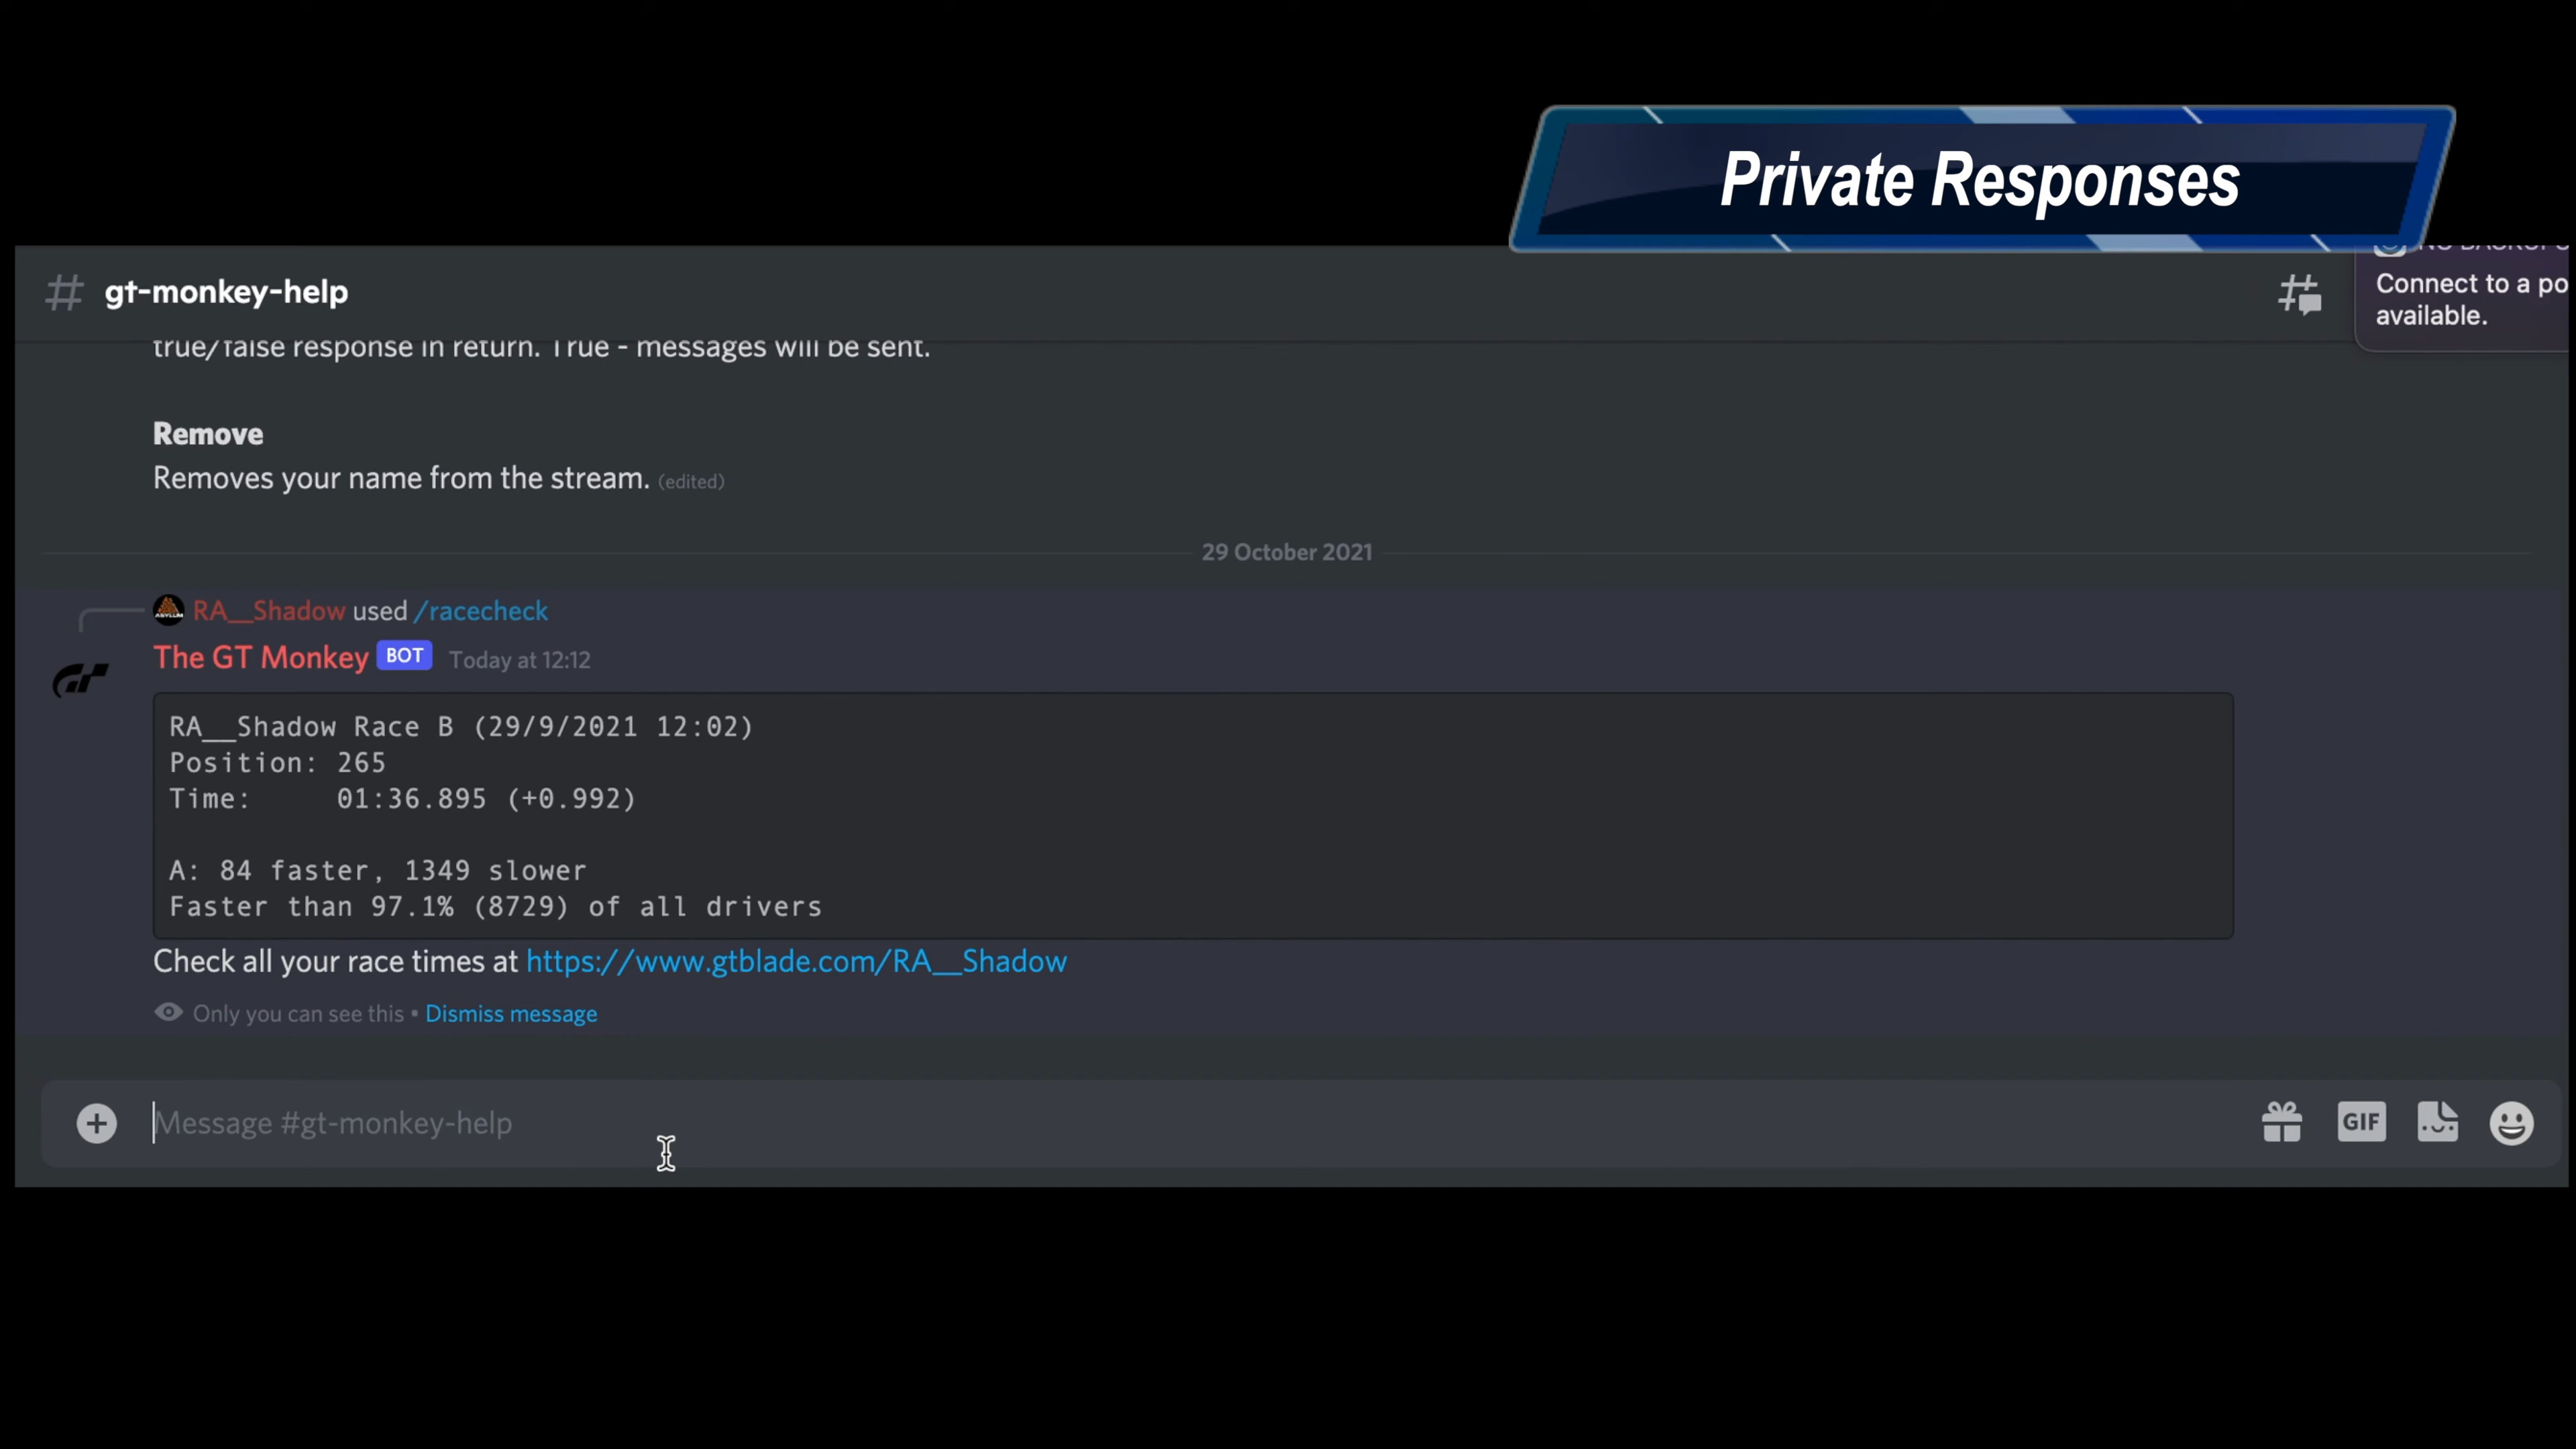 Private Responses
gt-monkey-help
Connect to a po
available.
true/false response in return. True - messages will be sent.
Remove
Removes your name from the stream. (edited)
29 October 2021
RA__Shadow used /racecheck
The GT Monkey BOT Today at 12:12
RA__Shadow Race B (29/9/2021 12:02)
Position: 265
Time: 01:36.895 (+0.992)
A: 84 faster, 1349 slower
Faster than 97.1% (8729) of all drivers
Check all your race times at https://www.gtblade.com/RA__Shadow
Only you can see this • Dismiss message
Message #gt-monkey-help
GIF